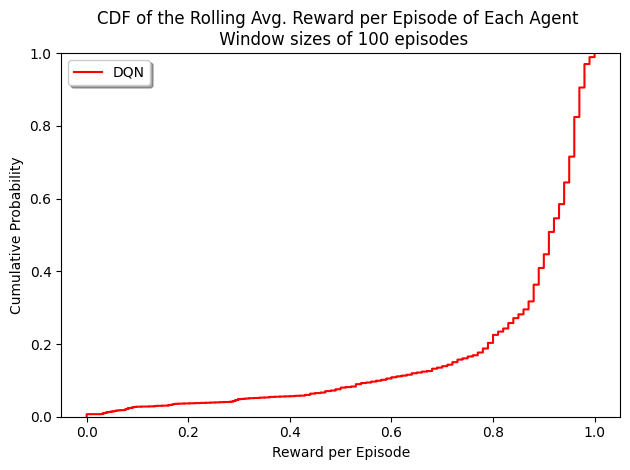 CDF of the Rolling Avg. Reward per Episode of Each Agent
Window sizes of 100 episodes
DQN
Cumulative Probability
1.0
0.8
0.6
0.4
0.2
0.0
0.0 0.2 0.4 0.6 0.8 1.0
Reward per Episode